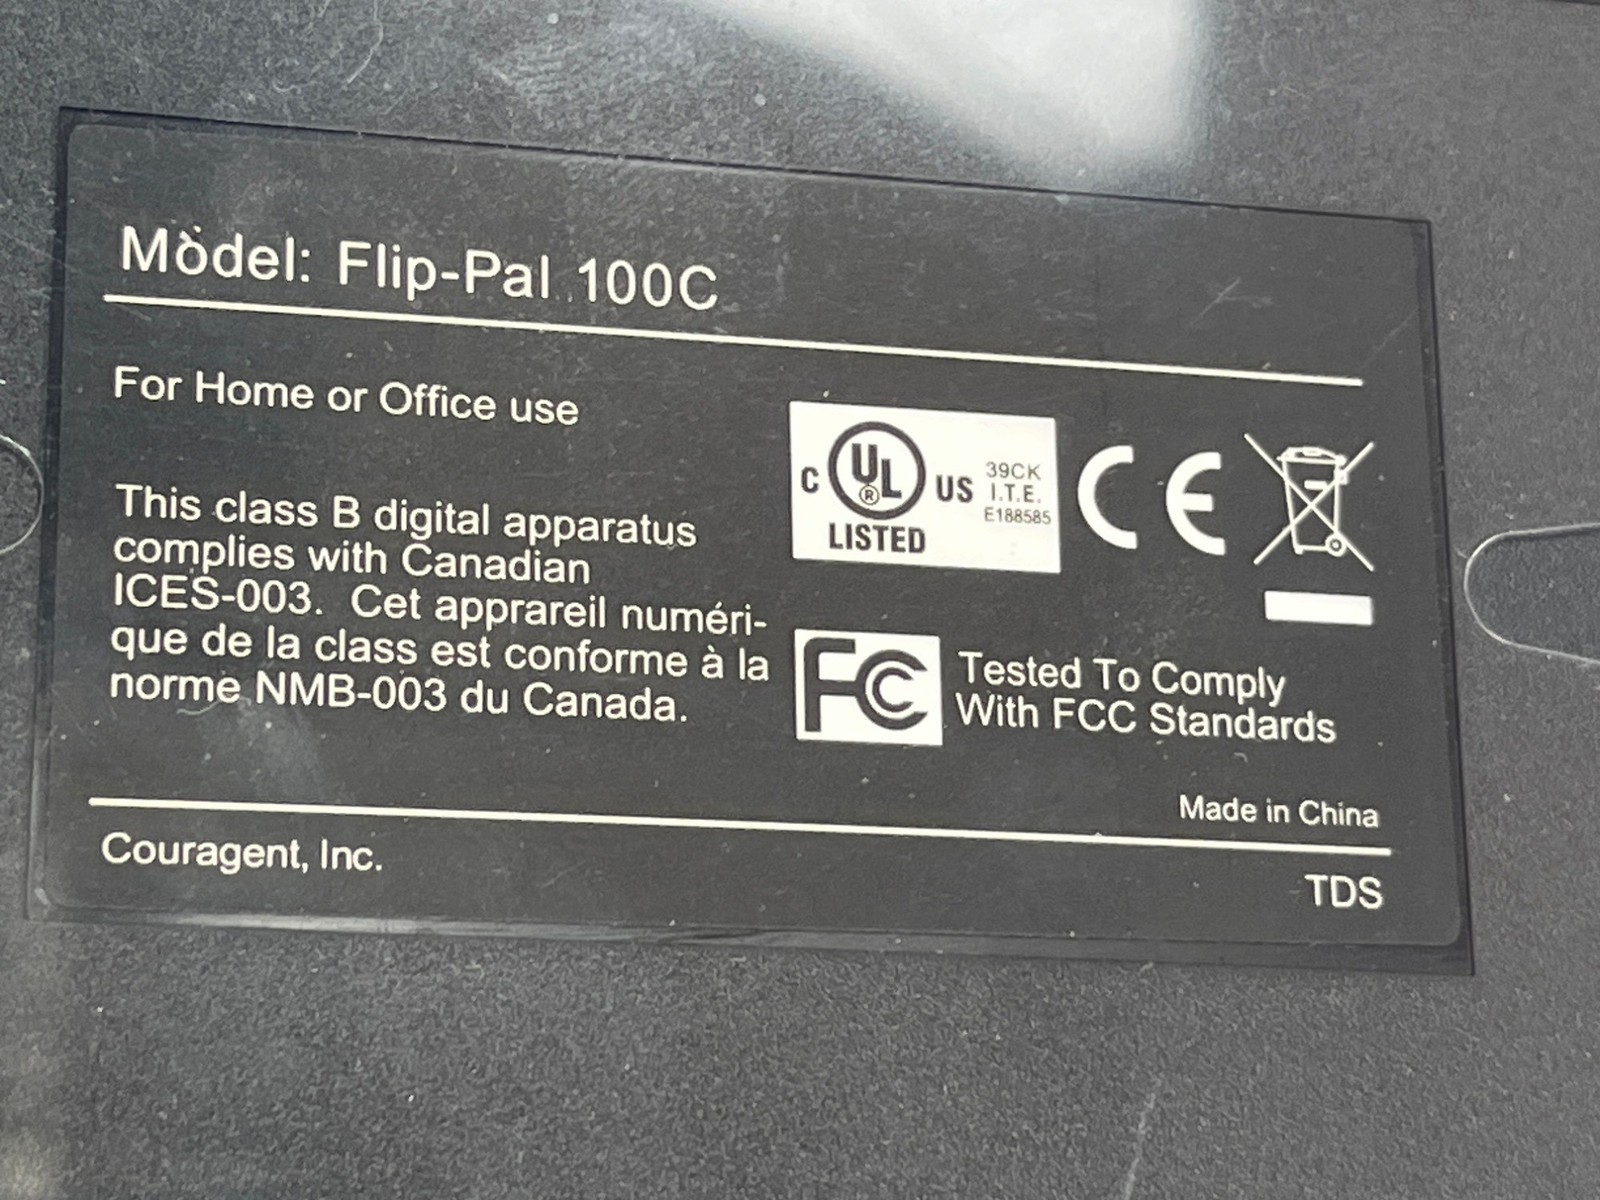 Model: Flip-Pal 100C
For Home or Office use
This class B digital apparatus
complies with Canadian
ICES-003. Cet apprareil numéri-
que de la class est conforme à la
norme NMB-003 du Canada.
C UL ® US
LISTED
39CK
I.T.E.
E188585
CE
FC
Tested To Comply
With FCC Standards
Made in China
Couragent, Inc.
TDS